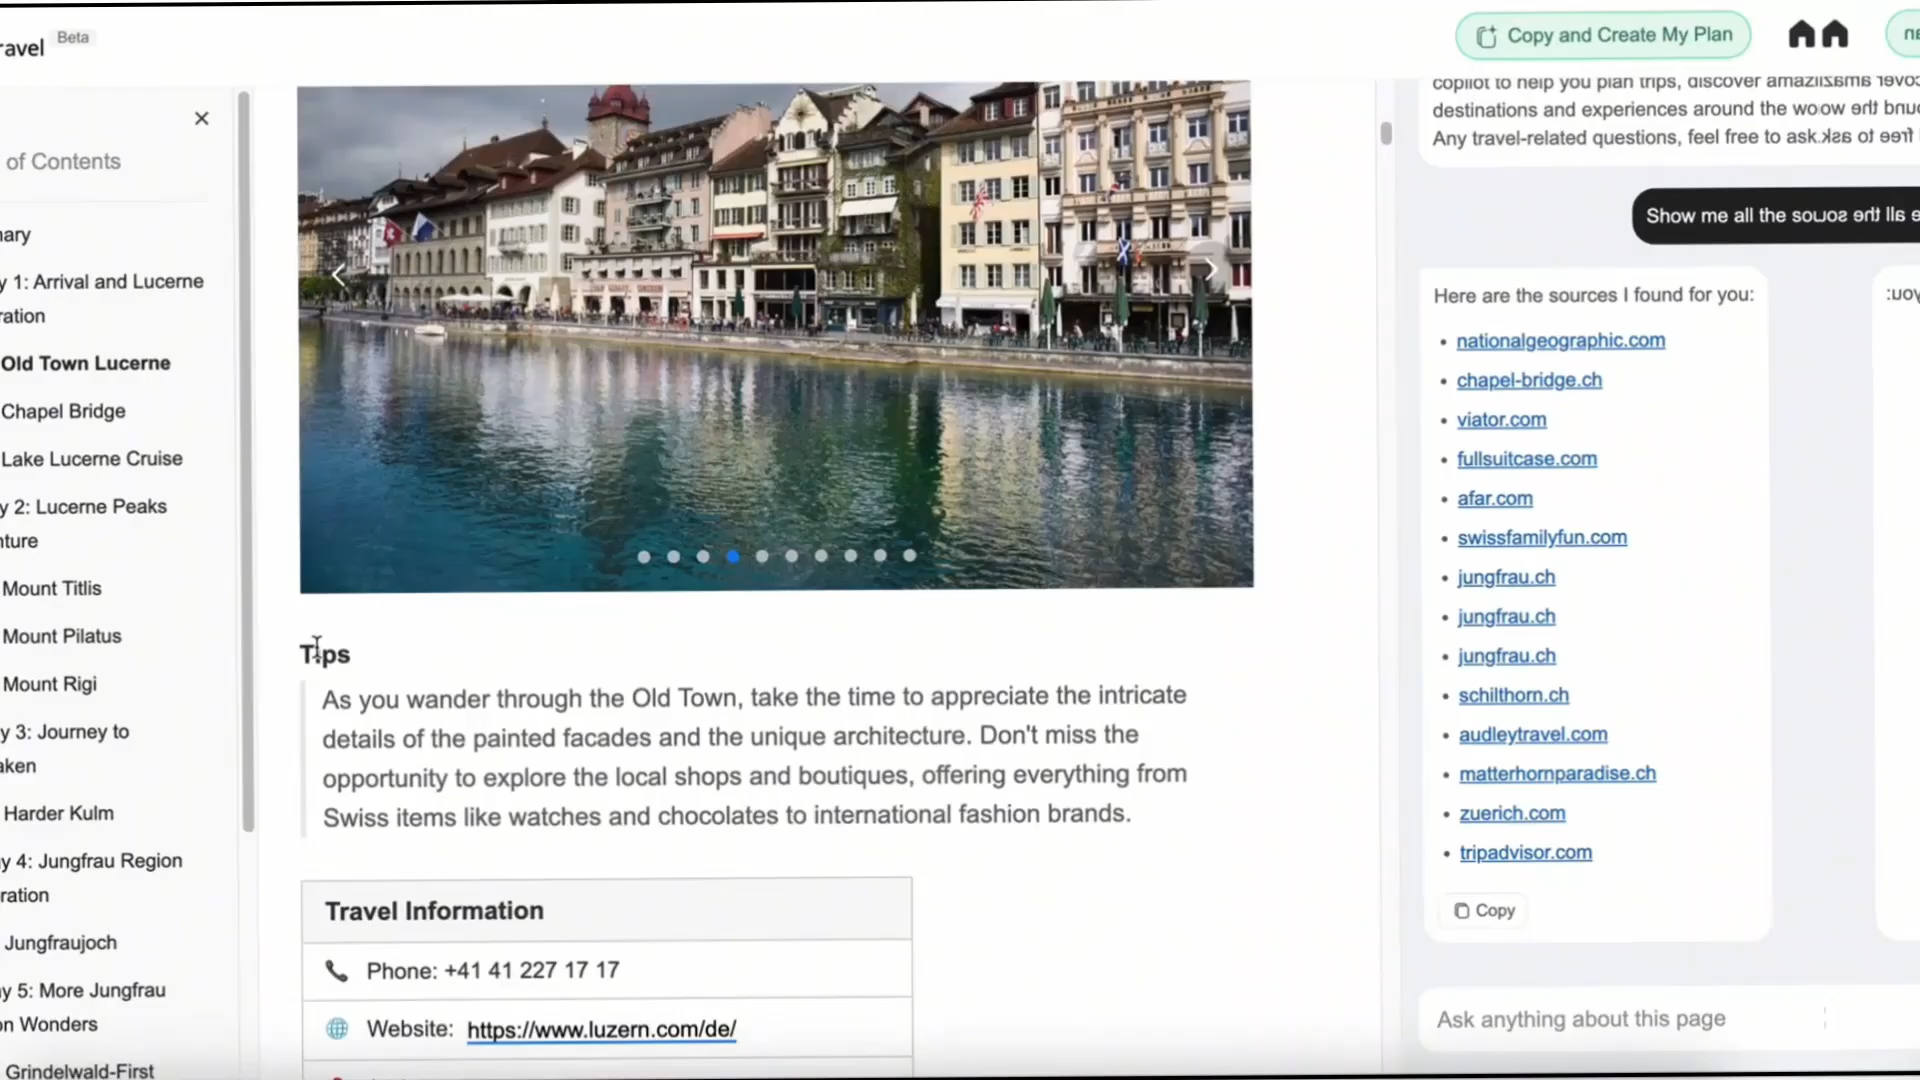 ravel Beta
Copy and Create My Plan
of Contents
ary
y 1: Arrival and Lucerne
ration
Old Town Lucerne
Chapel Bridge
Lake Lucerne Cruise
y 2: Lucerne Peaks
nture
Mount Titlis
Mount Pilatus
Mount Rigi
y 3: Journey to
aken
Harder Kulm
y 4: Jungfrau Region
ration
Jungfraujoch
y 5: More Jungfrau
on Wonders
Grindelwald-First
Tips
As you wander through the Old Town, take the time to appreciate the intricate
details of the painted facades and the unique architecture. Don't miss the
opportunity to explore the local shops and boutiques, offering everything from
Swiss items like watches and chocolates to international fashion brands.
Travel Information
Phone: +41 41 227 17 17
Website: https://www.luzern.com/de/
copilot to help you plan trips, discover
destinations and experiences around the
Any travel-related questions, feel free to ask.
Show me all the
Here are the sources I found for you:
• nationalgeographic.com
• chapel-bridge.ch
• viator.com
• fullsuitcase.com
• afar.com
• swissfamilyfun.com
• jungfrau.ch
• jungfrau.ch
• jungfrau.ch
• schilthorn.ch
• audleytravel.com
• matterhornparadise.ch
• zuerich.com
• tripadvisor.com
Copy
Ask anything about this page